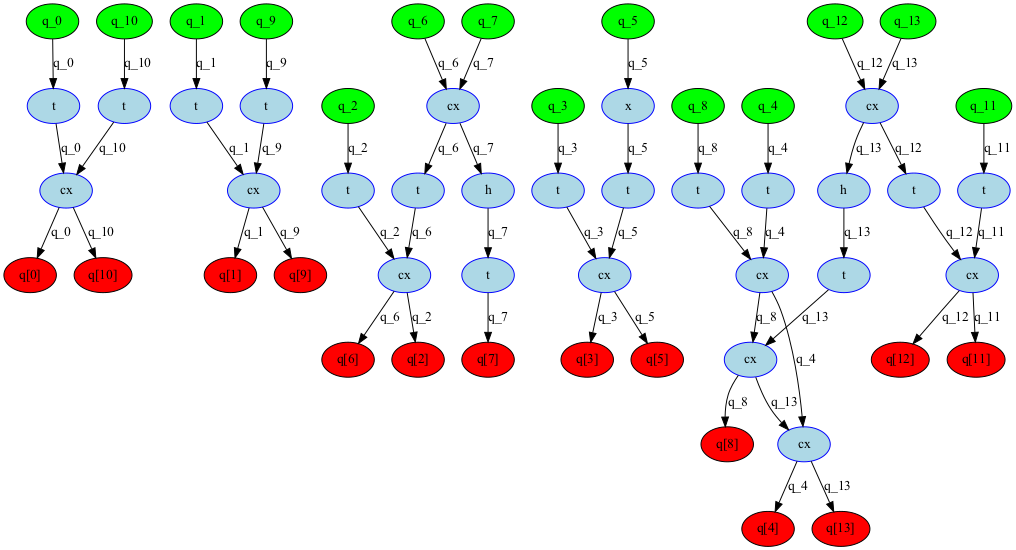 q_0 q_10 q_1 q_9 q_6 q_7 q_5 q_12 q_13
q_0 q_10 q_1 q_9 q_6 q_7 q_5 q_12 q_13
t t t t q_2 cx q_3 x q_8 q_4 cx q_11
q_0 q_10 q_1 q_9 q_2 q_6 q_7 q_3 q_5 q_8 q_4 q_13 q_12 q_11
cx cx t t h t t t t h t t
q_0 q_10 q_1 q_9 q_2 q_6 q_7 q_3 q_5 q_8 q_4 q_13 q_12 q_11
q[0] q[10] q[1] q[9] cx t cx cx t cx
q_6 q_2 q_7 q_3 q_5 q_8 q_13 q_12 q_11
q[6] q[2] q[7] q[3] q[5] cx q_4 q[12] q[11]
q_8 q_13
q[8] cx
q_4 q_13
q[4] q[13]